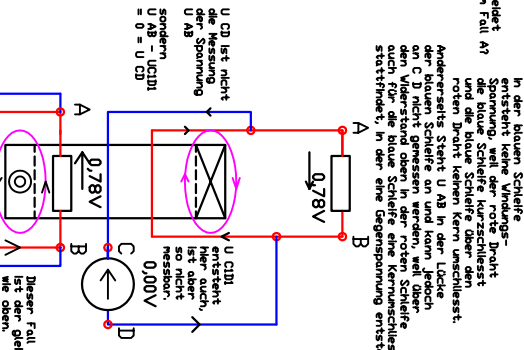 eldet
n Fall A?
In der blauen Schleife
entsteht keine Windungs-
Spannung, weil der rote Draht
die blaue Schleife kurzschliesst
und die blaue Schleife über den
roten Draht keinen Kern umschliesst.
Andererseits steht U AB in der Lücke
der blauen Schleife an und kann jedoch
an C D nicht gemessen werden, weil über
den Widerstand oben in der roten Schleife
auch für die blaue Schleife eine Kernumschlies
stattfindet, in der eine Gegenspannung entst
A
B
0,78V
U CD ist nicht
die Messung
der Spannung
U AB
sondern
U AB - UC1D1
= 0 = U CD
U C1D1
entsteht
hier auch,
ist aber
so nicht
messbar.
0,00V
C
D
A
B
0,78V
Dieser Fall
ist der glei
wie oben.